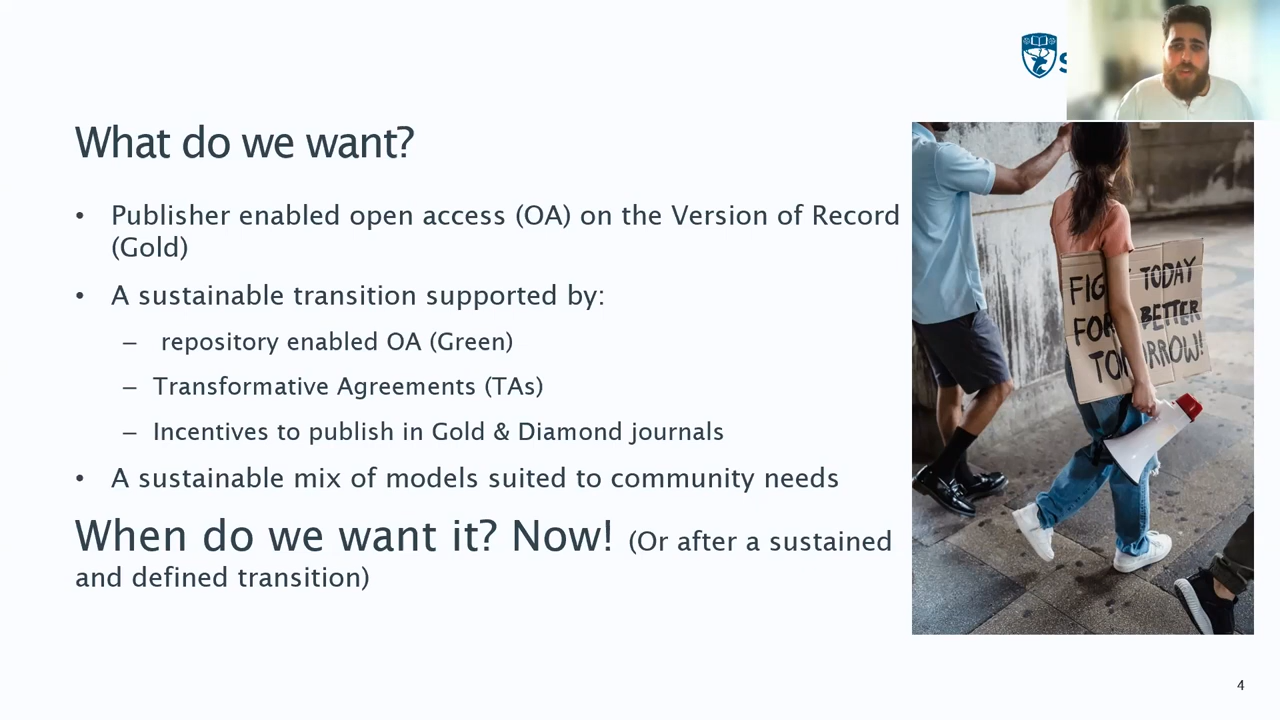 What do we want?
• Publisher enabled open access (OA) on the Version of Record
(Gold)
• A sustainable transition supported by:
– repository enabled OA (Green)
– Transformative Agreements (TAs)
– Incentives to publish in Gold & Diamond journals
• A sustainable mix of models suited to community needs
When do we want it? Now! (Or after a sustained
and defined transition)
TODAY
FOR BETTER
4